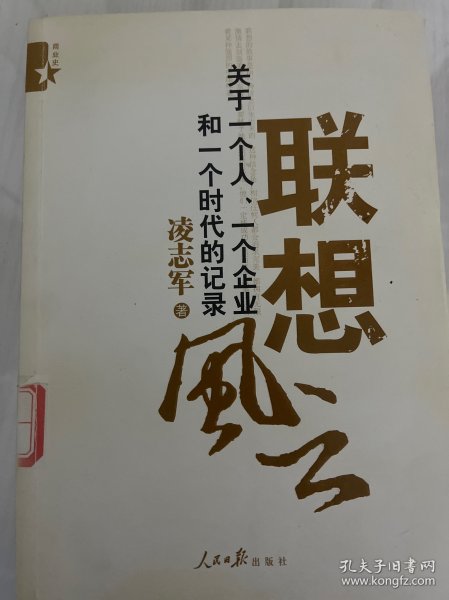 商业史
联想
风云
关于一个人、一个企业
和一个时代的记录
凌志军
著
人民日报出版社
孔夫子旧书网
www.kongfz.com